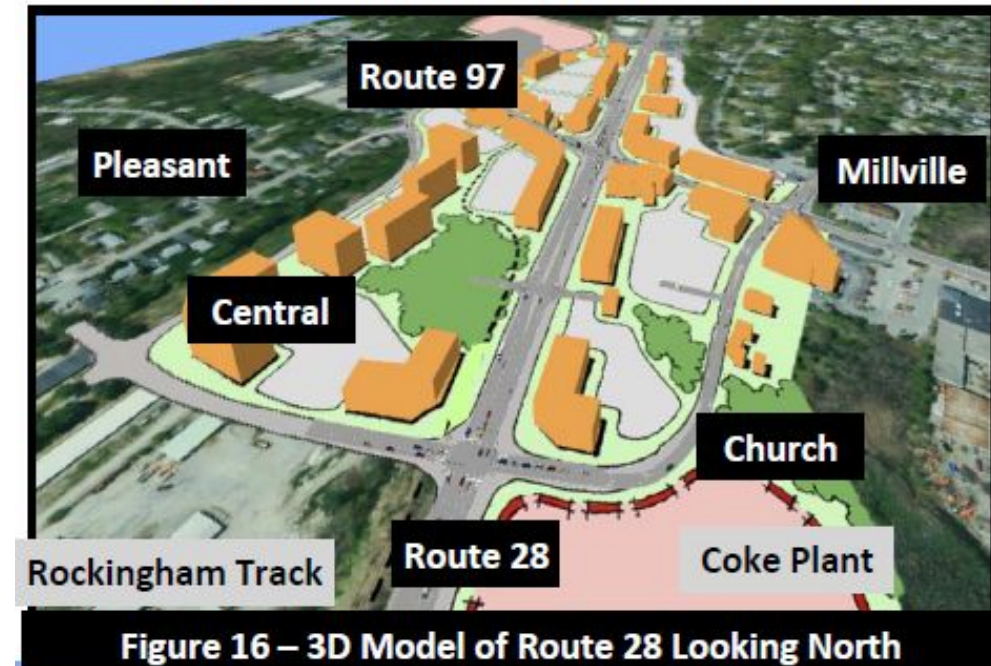 Route 97
Pleasant
Millville
Central
Church
Route 28
Coke Plant
Rockingham Track
Figure 16 – 3D Model of Route 28 Looking North